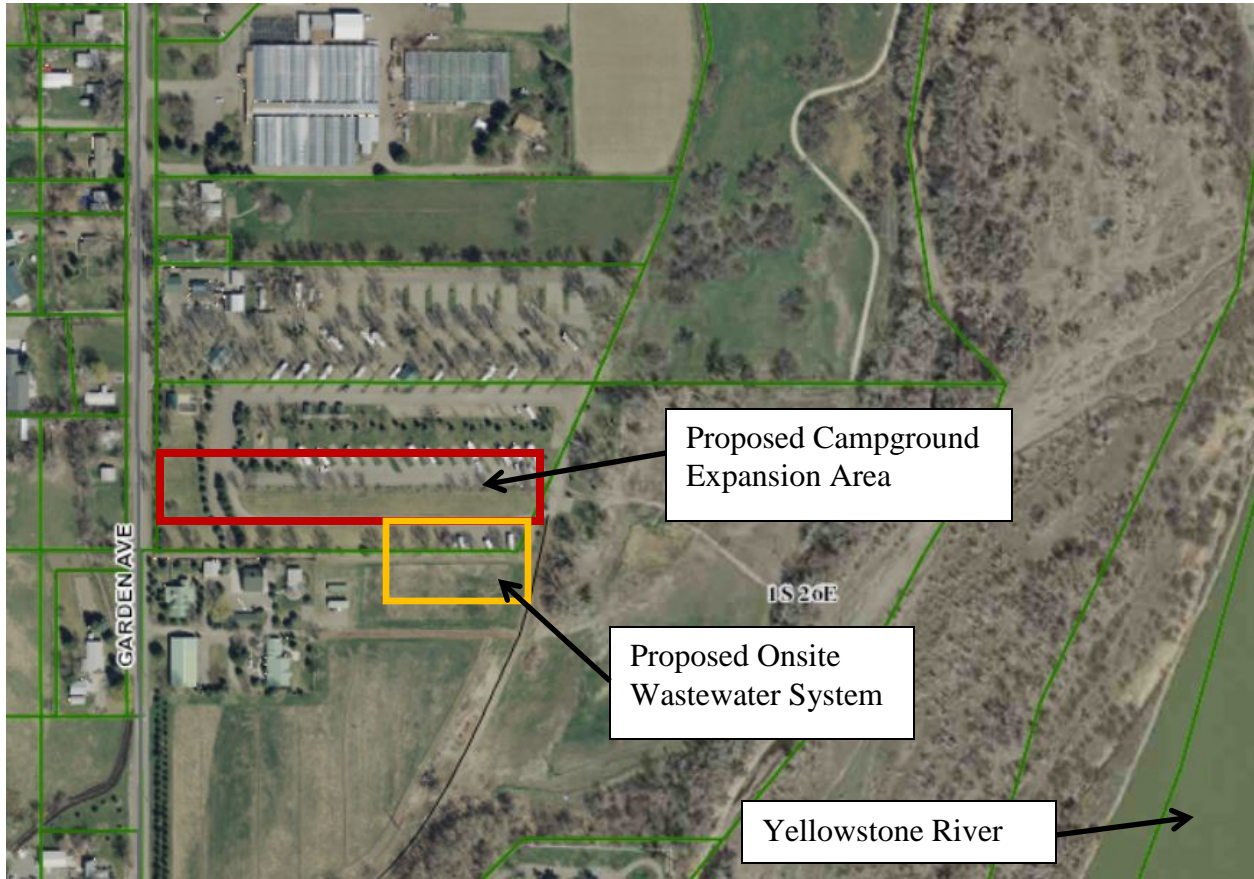 Proposed Campground
Expansion Area
GARDEN AVE
1S 26E
Proposed Onsite
Wastewater System
Yellowstone River